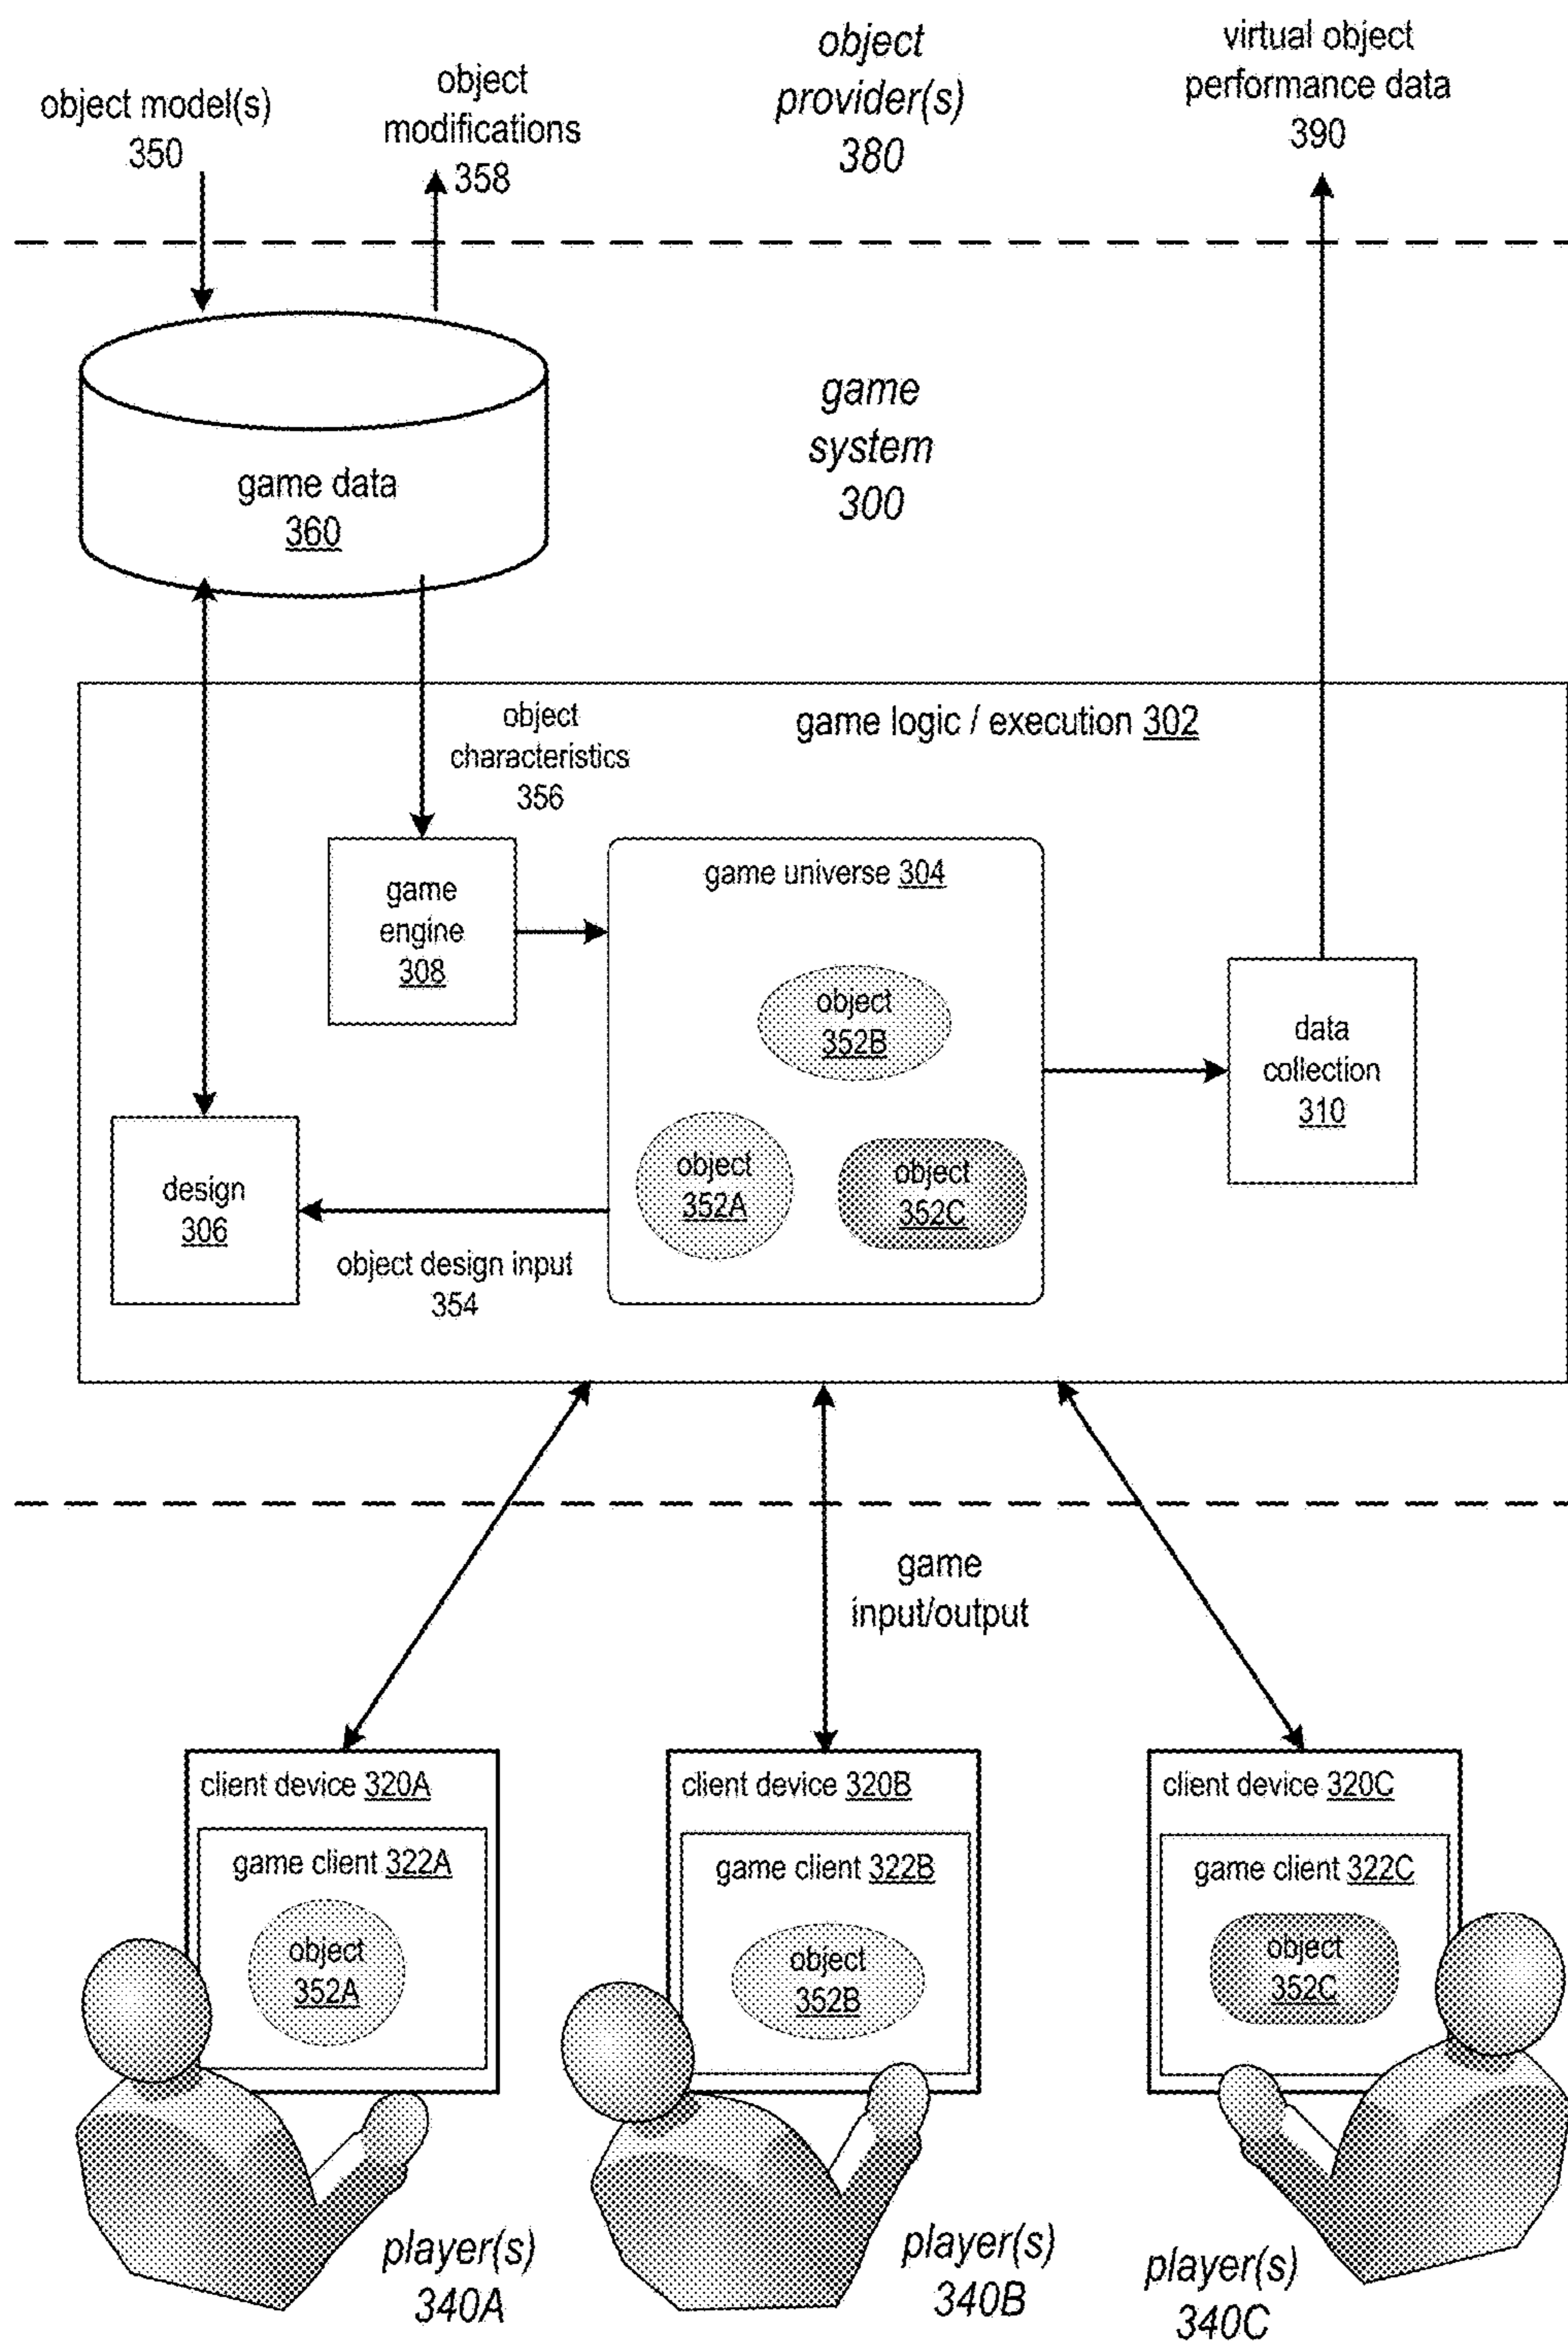 object model(s)
350
object
modifications
358
object
provider(s)
380
virtual object
performance data
390
game
system
300
game data
360
game logic / execution 302
object
characteristics
356
game
engine
308
game universe 304
object
352B
object
352A
object
352C
data
collection
310
design
306
object design input
354
game
input/output
client device 320A
game client 322A
object
352A
client device 320B
game client 322B
object
352B
client device 320C
game client 322C
object
352C
player(s)
340A
player(s)
340B
player(s)
340C